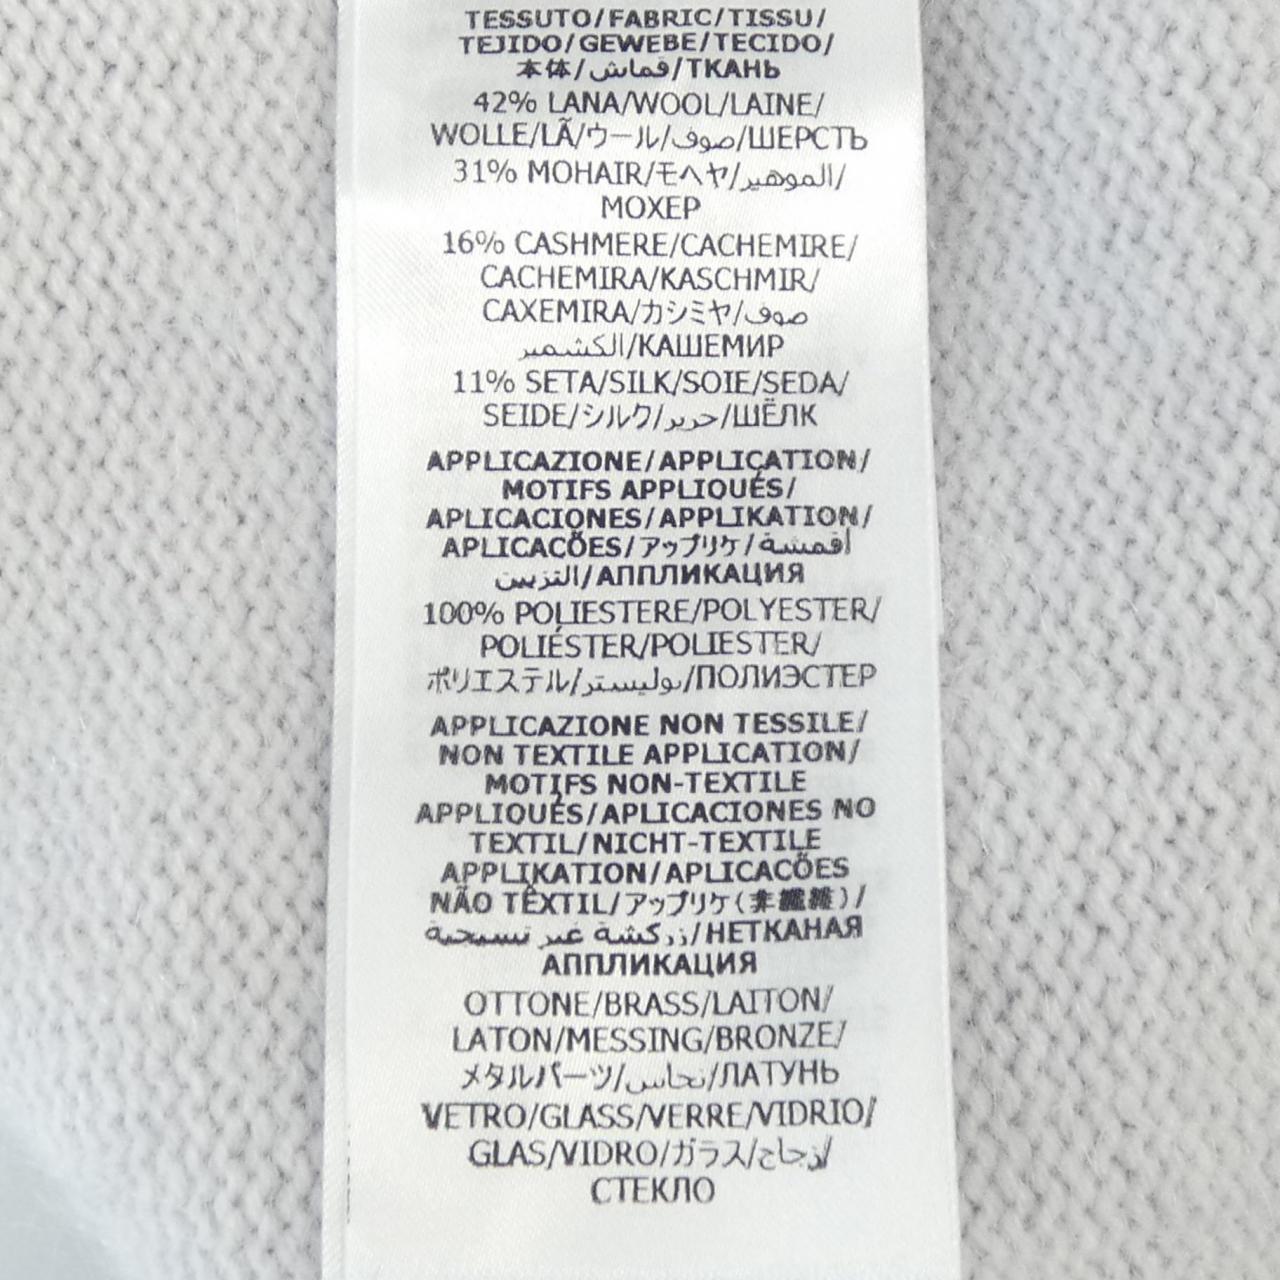 TESSUTO/FABRIC/TISSU/
TEJIDO/GEWEBE/TECIDO/
本体/قماش/ТКАНЬ
42% LANA/WOOL/LAINE/
WOLLE/LÃ/ウール/صوف/ШЕРСТЬ
31% MOHAIR/モヘヤ/الموهير/
МОХЕР
16% CASHMERE/CACHEMIRE/
CACHEMIRA/KASCHMIR/
CAXEMIRA/カシミヤ/صوف
الكشمير/КАШЕМИР
11% SETA/SILK/SOIE/SEDA/
SEIDE/シルク/حرير/ШЁЛК
APPLICAZIONE/APPLICATION/
MOTIFS APPLIQUÉS/
APLICACIONES/APPLIKATION/
APLICACÕES/アップリケ/أقمشة
التزيين/АППЛИКАЦИЯ
100% POLIESTERE/POLYESTER/
POLIÉSTER/POLIESTER/
ポリエステル/بوليستر/ПОЛИЭСТЕР
APPLICAZIONE NON TESSILE/
NON TEXTILE APPLICATION/
MOTIFS NON-TEXTILE
APPLIQUÉS/APLICACIONES NO
TEXTIL/NICHT-TEXTILE
APPLIKATION/APLICACÕES
NÃO TÊXTIL/アップリケ(非繊維)/
زركشة غير نسيجية/НЕТКАНАЯ
АППЛИКАЦИЯ
OTTONE/BRASS/LAITON/
LATON/MESSING/BRONZE/
メタルパーツ/نحاس/ЛАТУНЬ
VETRO/GLASS/VERRE/VIDRIO/
GLAS/VIDRO/ガラス/زجاج/
СТЕКЛО